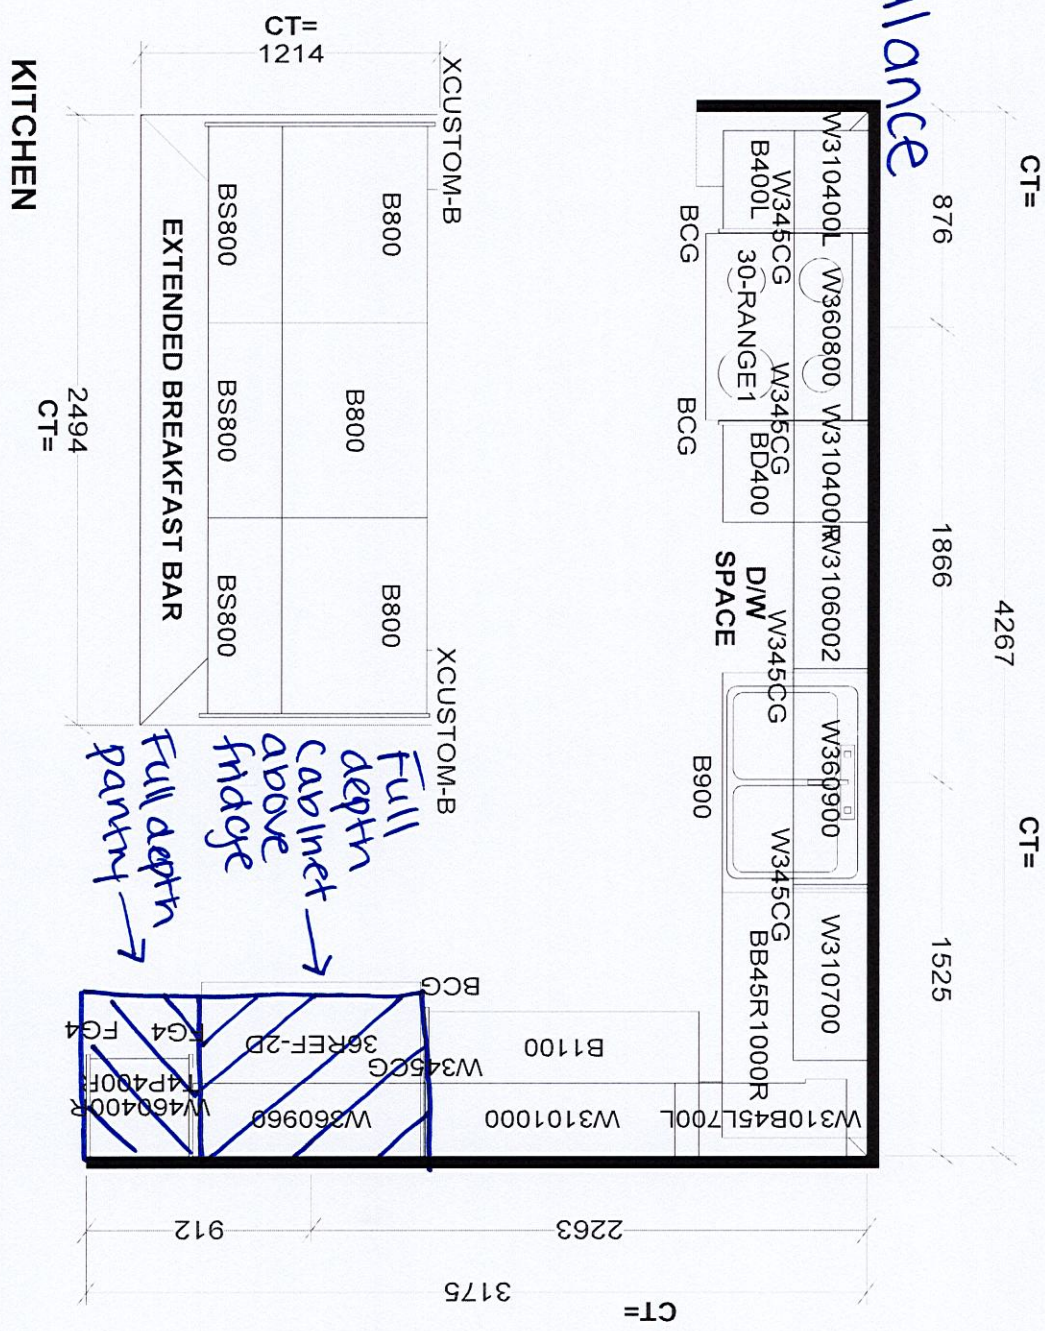 llance
CT=
4267
CT=
876
1866
1525
W310400L
W360800
W310400R
W3106002
W360900
W310700
W345CG
W345CG
W345CG
W345CG
B400L
30-RANGE1
BD400
D/W
SPACE
BB45R1000R
BCG
BCG
B900
W310B45L700L
W3101000
B1100
BCG
W345CG
36REF-2D
W360960
FG4
FG4
T4P400R
W460400R
912
2263
3175
CT=
Full
depth
Cabinet →
above
fridge
Full depth
pantry →
XCUSTOM-B
XCUSTOM-B
B800
B800
B800
BS800
BS800
BS800
EXTENDED BREAKFAST BAR
CT=
1214
2494
CT=
KITCHEN